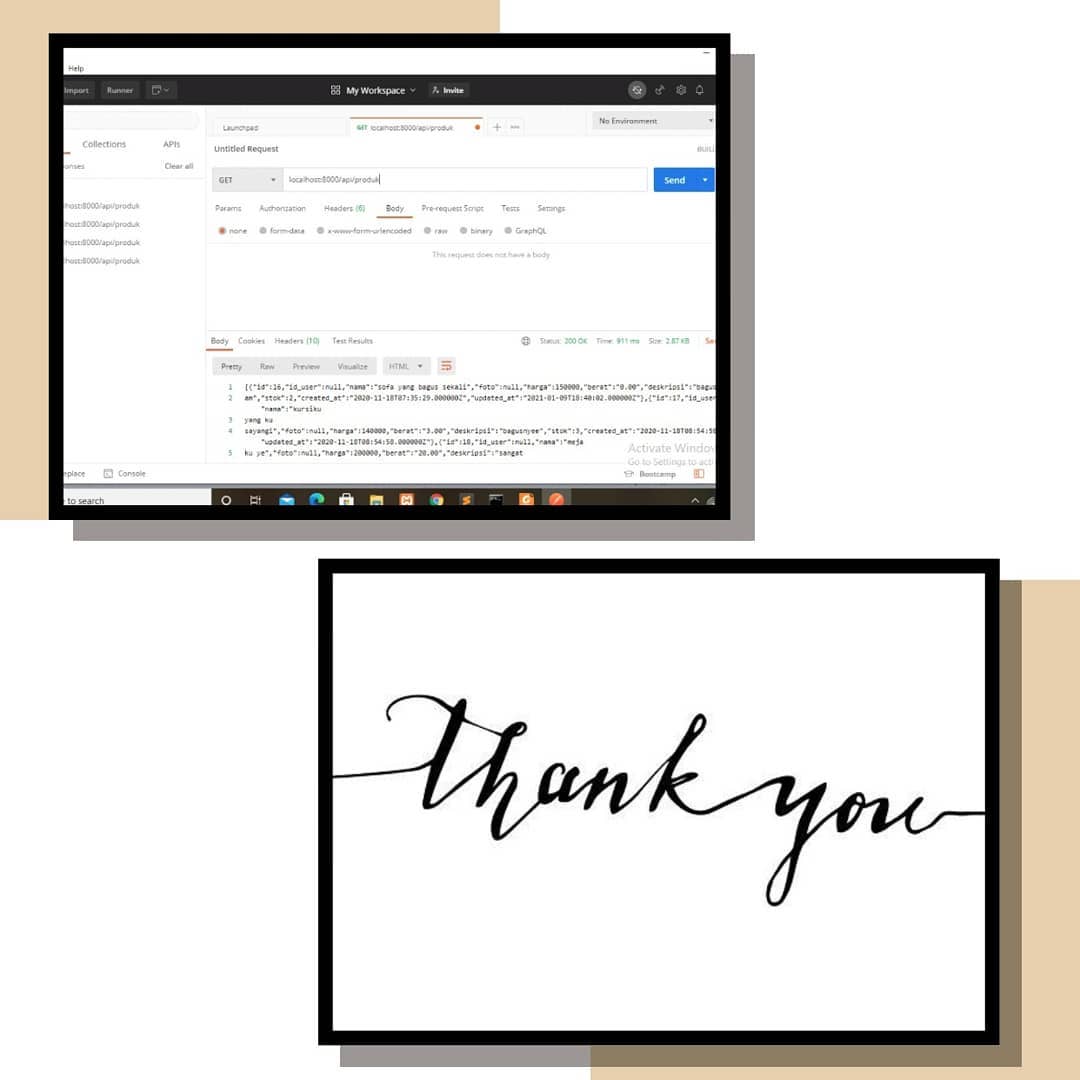 Help
Import Runner My Workspace Invite
No Environment
Launchpad GET localhost:8000/api/produk
Collections APIs
Untitled Request BUIL
onses Clear all
GET localhost:8000/api/produk Send
host:8000/api/produk
host:8000/api/produk
host:8000/api/produk
host:8000/api/produk
Params Authorization Headers (6) Body Pre-request Script Tests Settings
none form-data x-www-form-urlencoded raw binary GraphQL
This request does not have a body
Body Cookies Headers (10) Test Results Status: 200 OK Time: 911 ms Size: 2.87 KB
Pretty Raw Preview Visualize HTML
1 [{"id":16,"id_user":null,"nama":"sofa yang bagus sekali","foto":null,"harga":150000,"berat":"0.00","deskripsi":"bagus
2 am","stok":2,"created_at":"2020-11-18T07:35:29.000000Z","updated_at":"2021-01-09T18:40:02.000000Z"},{"id":17,"id_user
"nama":"kursiku
3 yang ku
4 sayangi","foto":null,"harga":140000,"berat":"3.00","deskripsi":"bagusnyee","stok":3,"created_at":"2020-11-18T08:54:58
"updated_at":"2020-11-18T08:54:58.000000Z"},{"id":18,"id_user":null,"nama":"meja
5 ku ye","foto":null,"harga":200000,"berat":"20.00","deskripsi":"sangat
Activate Window
Go to Settings to acti
eplace Console Bootcamp
to search
thank you